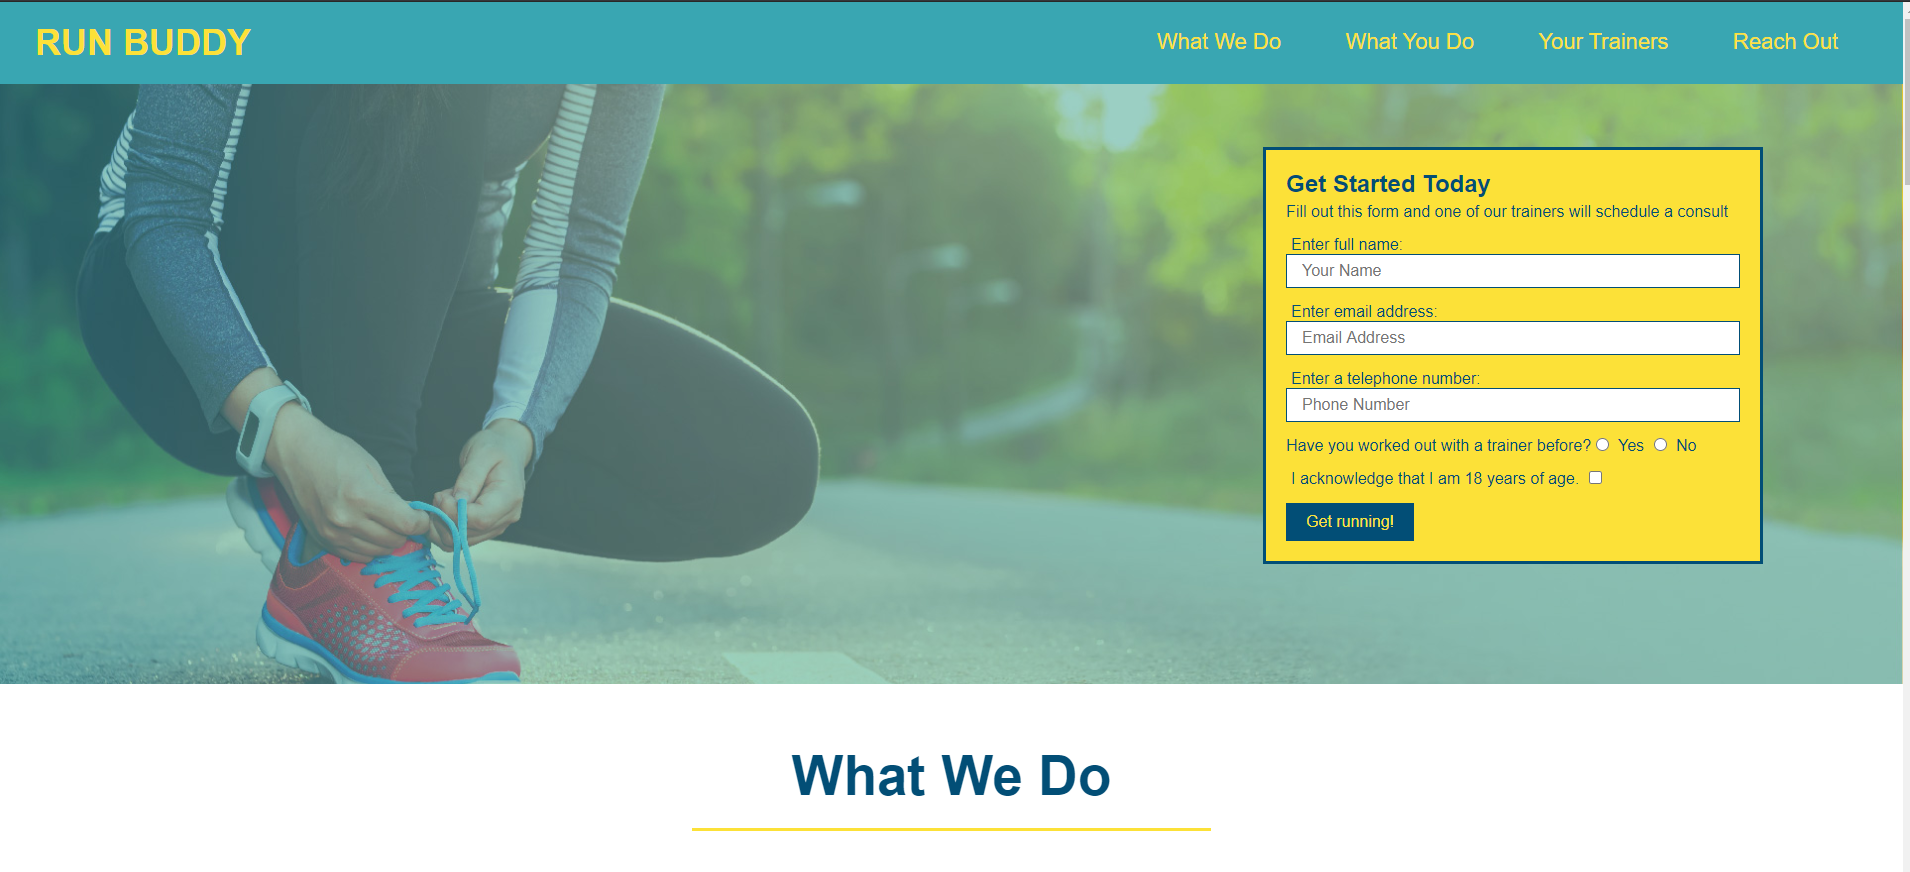 RUN BUDDY
What We Do
What You Do
Your Trainers
Reach Out
Get Started Today
Fill out this form and one of our trainers will schedule a consult
Enter full name:
Your Name
Enter email address:
Email Address
Enter a telephone number:
Phone Number
Have you worked out with a trainer before? Yes No
I acknowledge that I am 18 years of age.
Get running!
What We Do